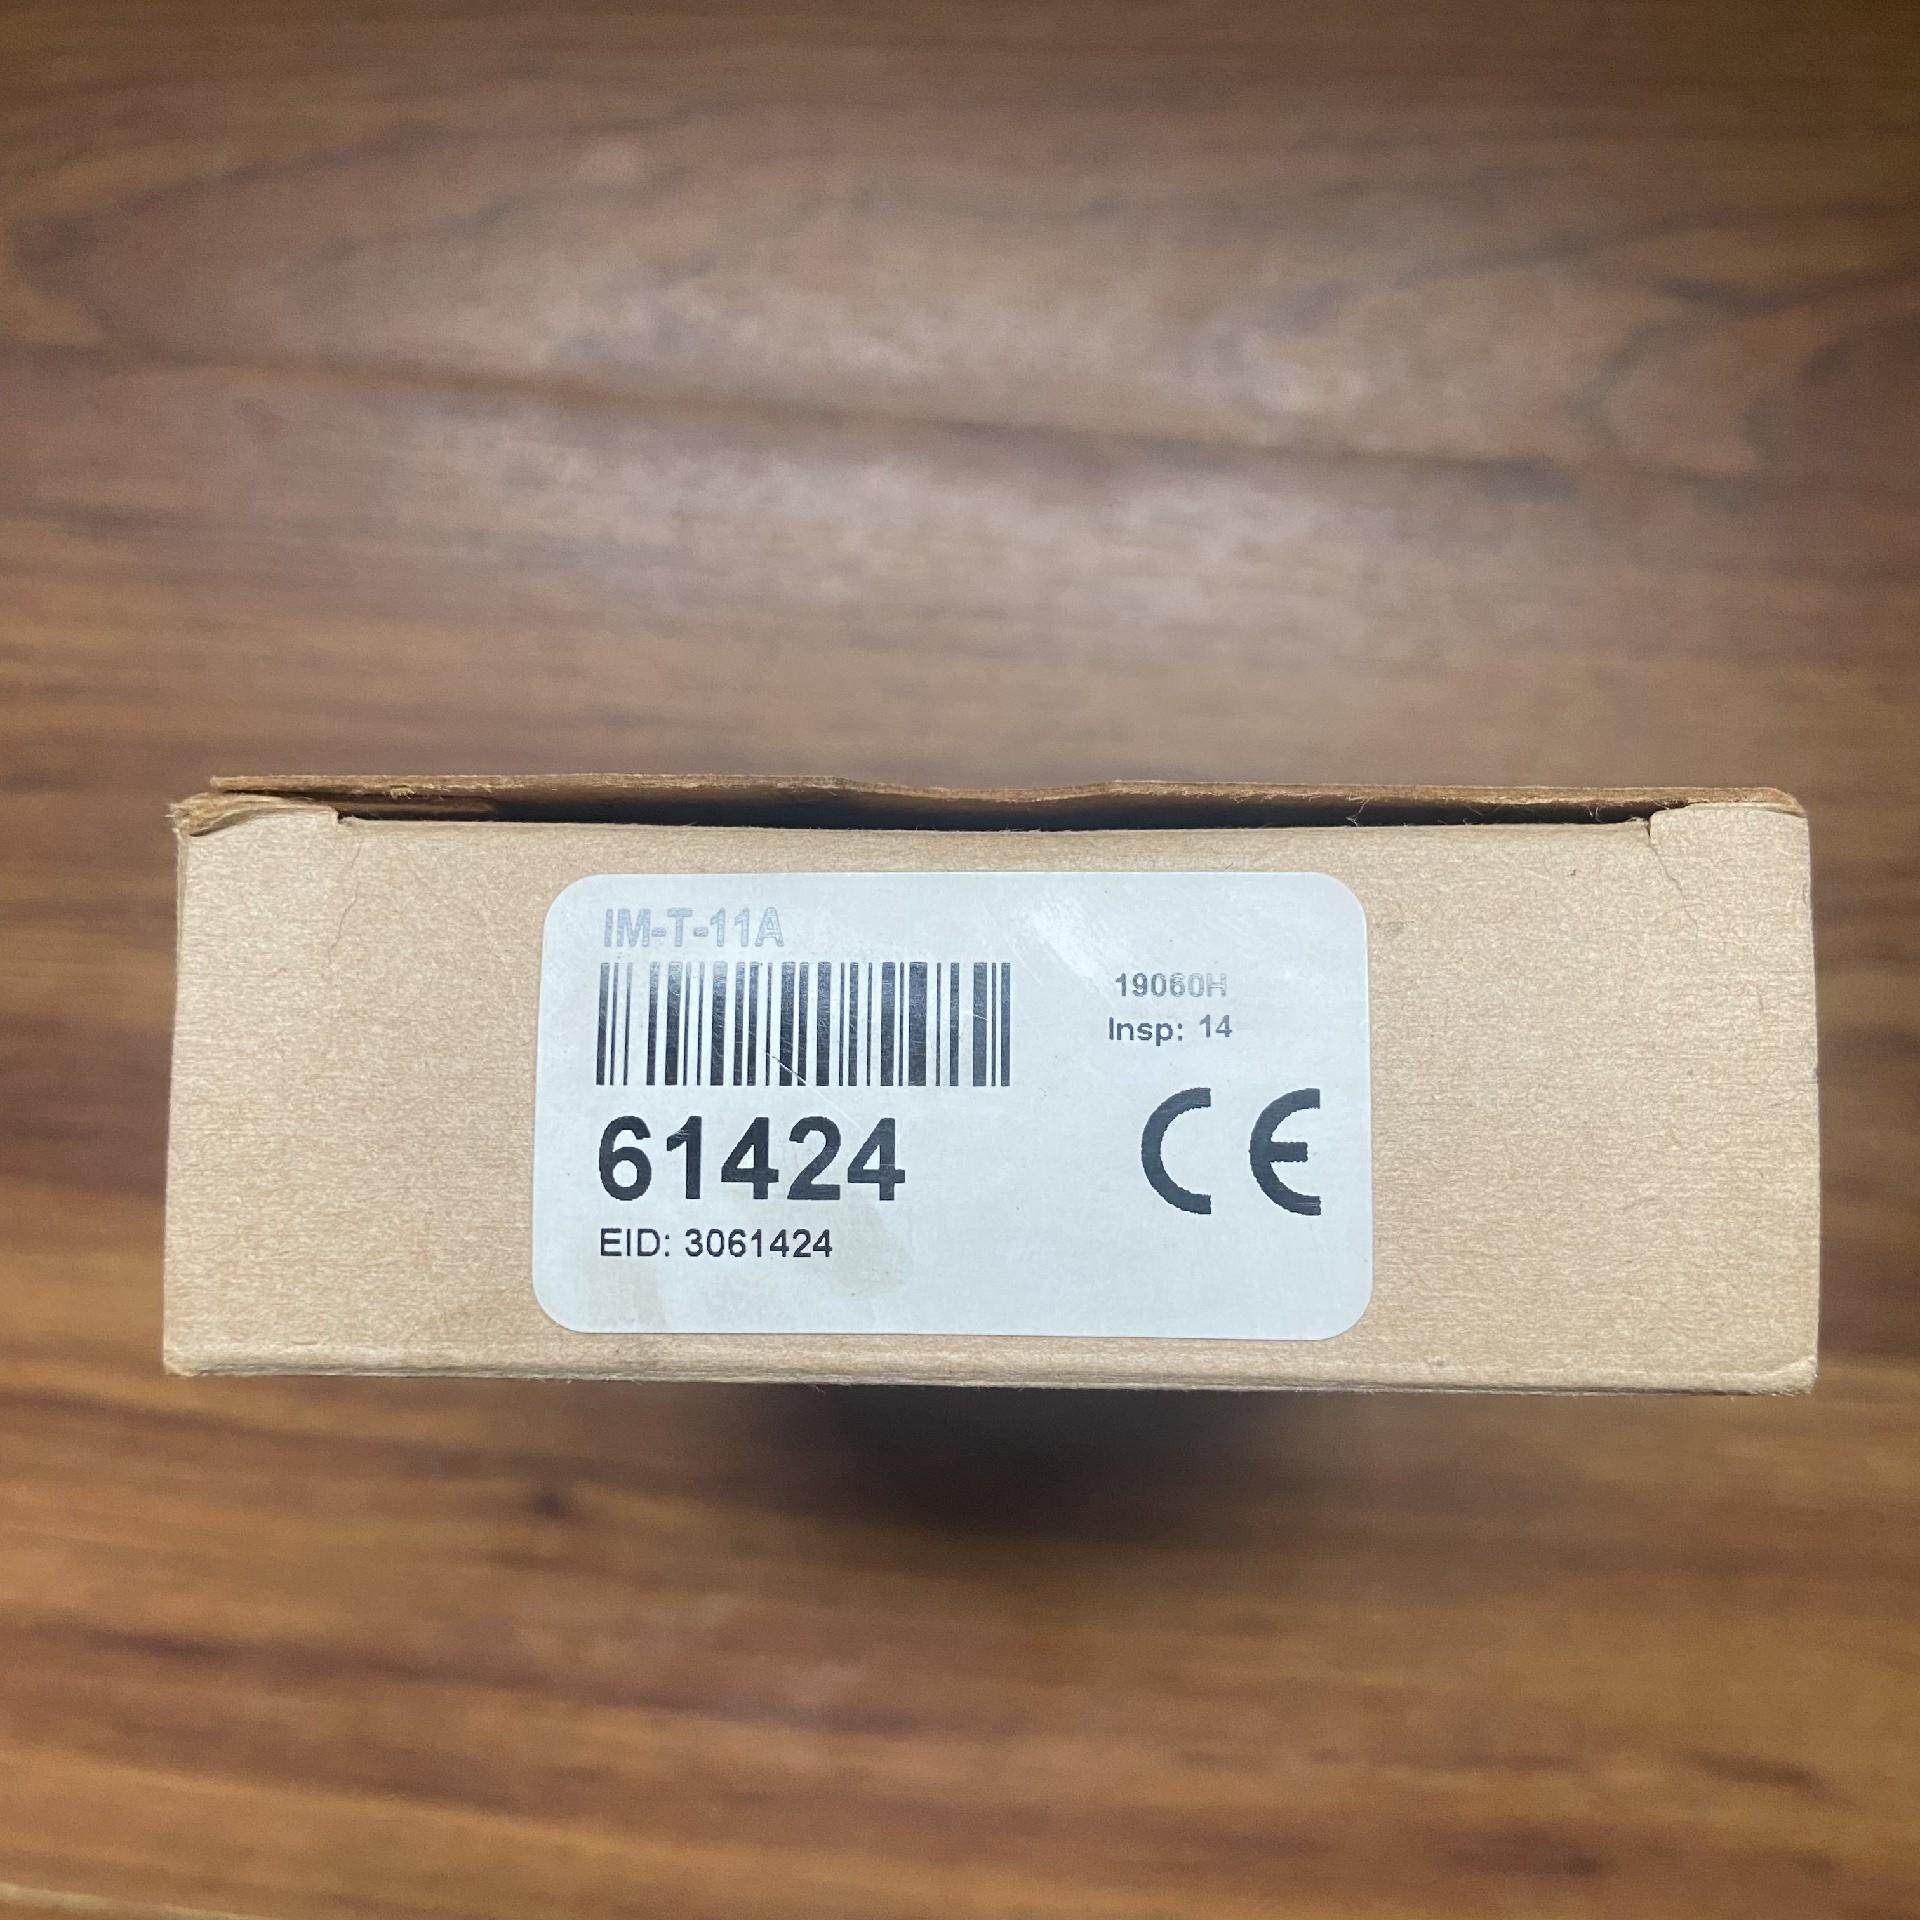 IM-T-11A
19060H
Insp: 14
61424
CE
EID: 3061424